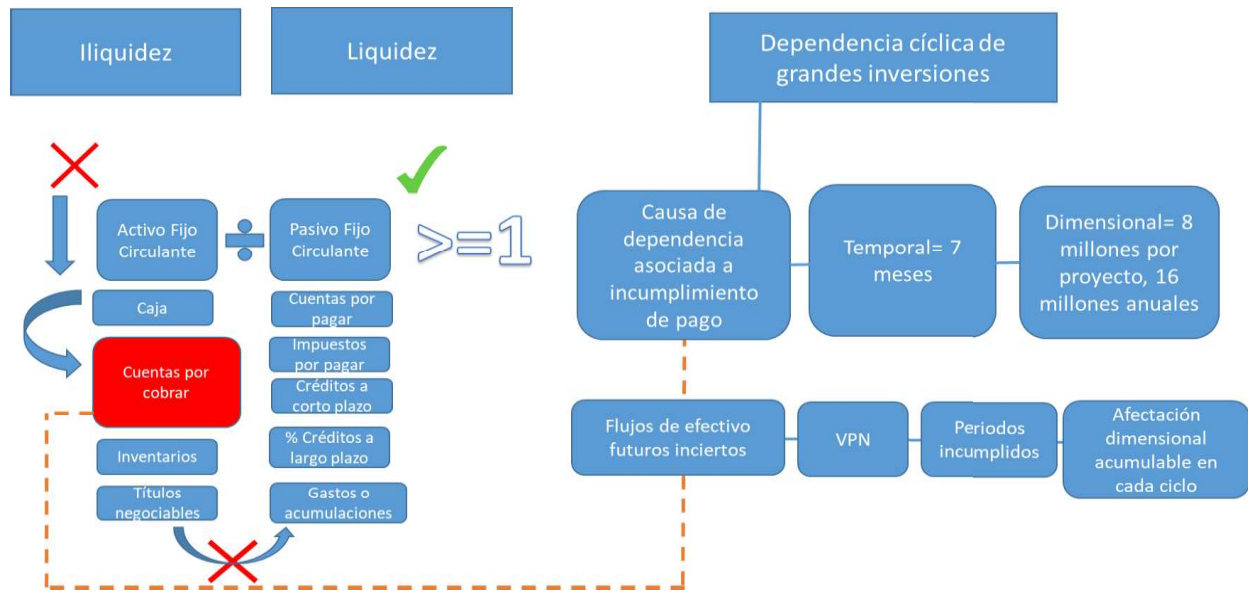 Iliquidez
Liquidez
Activo Fijo
Circulante
Pasivo Fijo
Circulante
>=1
Caja
Cuentas por
cobrar
Inventarios
Títulos
negociables
Cuentas por
pagar
Impuestos
por pagar
Créditos a
corto plazo
% Créditos a
largo plazo
Gastos o
acumulaciones
Dependencia cíclica de
grandes inversiones
Causa de
dependencia
asociada a
incumplimiento
de pago
Temporal= 7
meses
Dimensional= 8
millones por
proyecto, 16
millones anuales
Flujos de efectivo
futuros inciertos
VPN
Periodos
incumplidos
Afectación
dimensional
acumulable en
cada ciclo